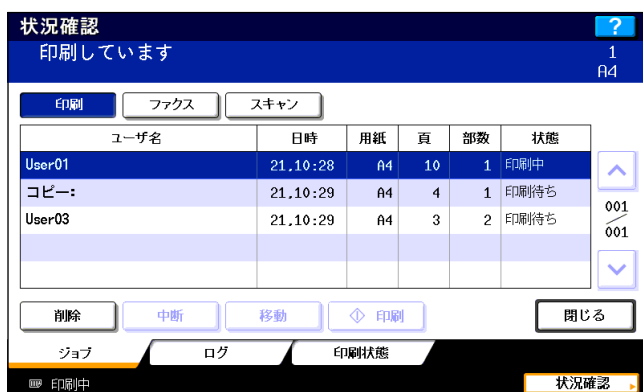 状況確認 ?
印刷しています 1
A4
印刷 ファクス スキャン
ユーザ名 日時 用紙 頁 部数 状態
User01 21,10:28 A4 10 1 印刷中
コピー: 21,10:29 A4 4 1 印刷待ち
User03 21,10:29 A4 3 2 印刷待ち
001
001
削除 中断 移動 印刷 閉じる
ジョブ ログ 印刷状態
印刷中 状況確認